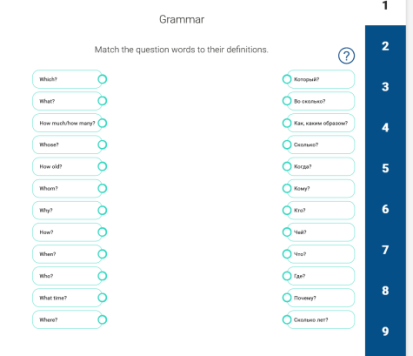 Grammar
Match the question words to their definitions.
?
Which?
What?
How much/how many?
Whose?
How old?
Whom?
Why?
How?
When?
Who?
What time?
Where?
Который?
Во сколько?
Как, каким образом?
Сколько?
Когда?
Кому?
Кто?
Чей?
Что?
Где?
Почему?
Сколько лет?
1
2
3
4
5
6
7
8
9